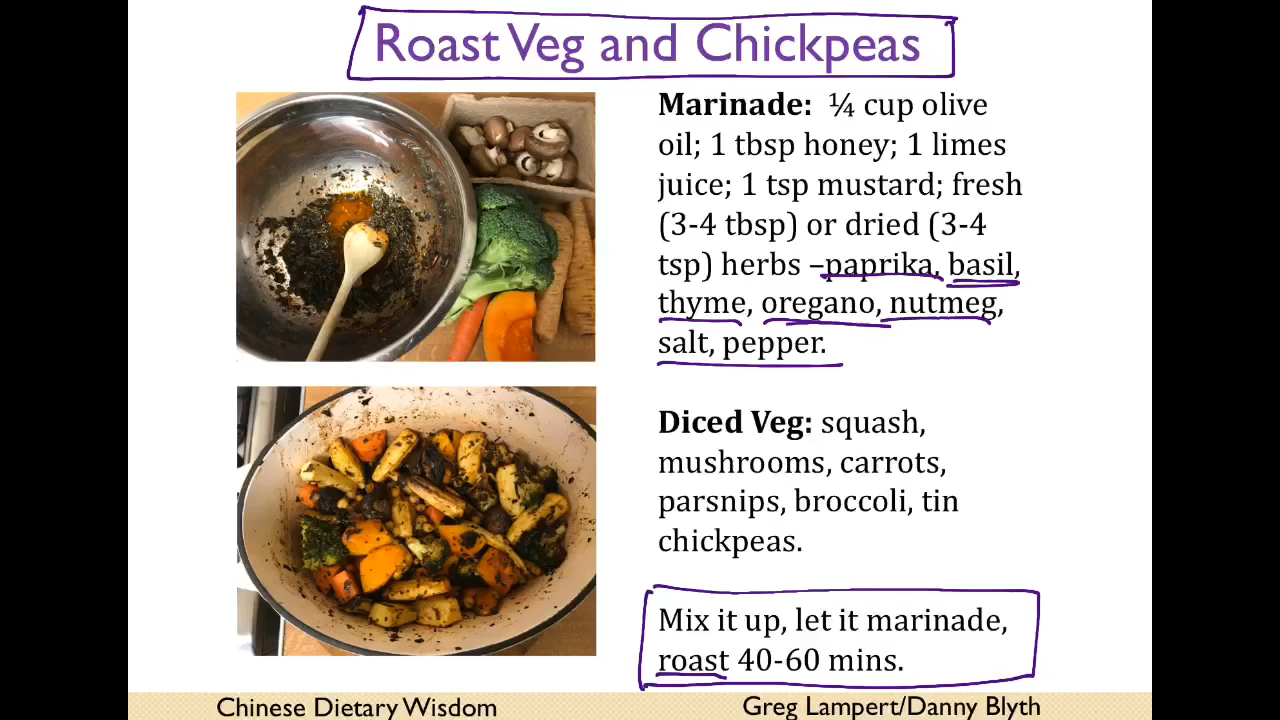 Roast Veg and Chickpeas
Marinade: ¼ cup olive
oil; 1 tbsp honey; 1 limes
juice; 1 tsp mustard; fresh
(3-4 tbsp) or dried (3-4
tsp) herbs –paprika, basil,
thyme, oregano, nutmeg,
salt, pepper.
Diced Veg: squash,
mushrooms, carrots,
parsnips, broccoli, tin
chickpeas.
Mix it up, let it marinade,
roast 40-60 mins.
Chinese Dietary Wisdom
Greg Lampert/Danny Blyth